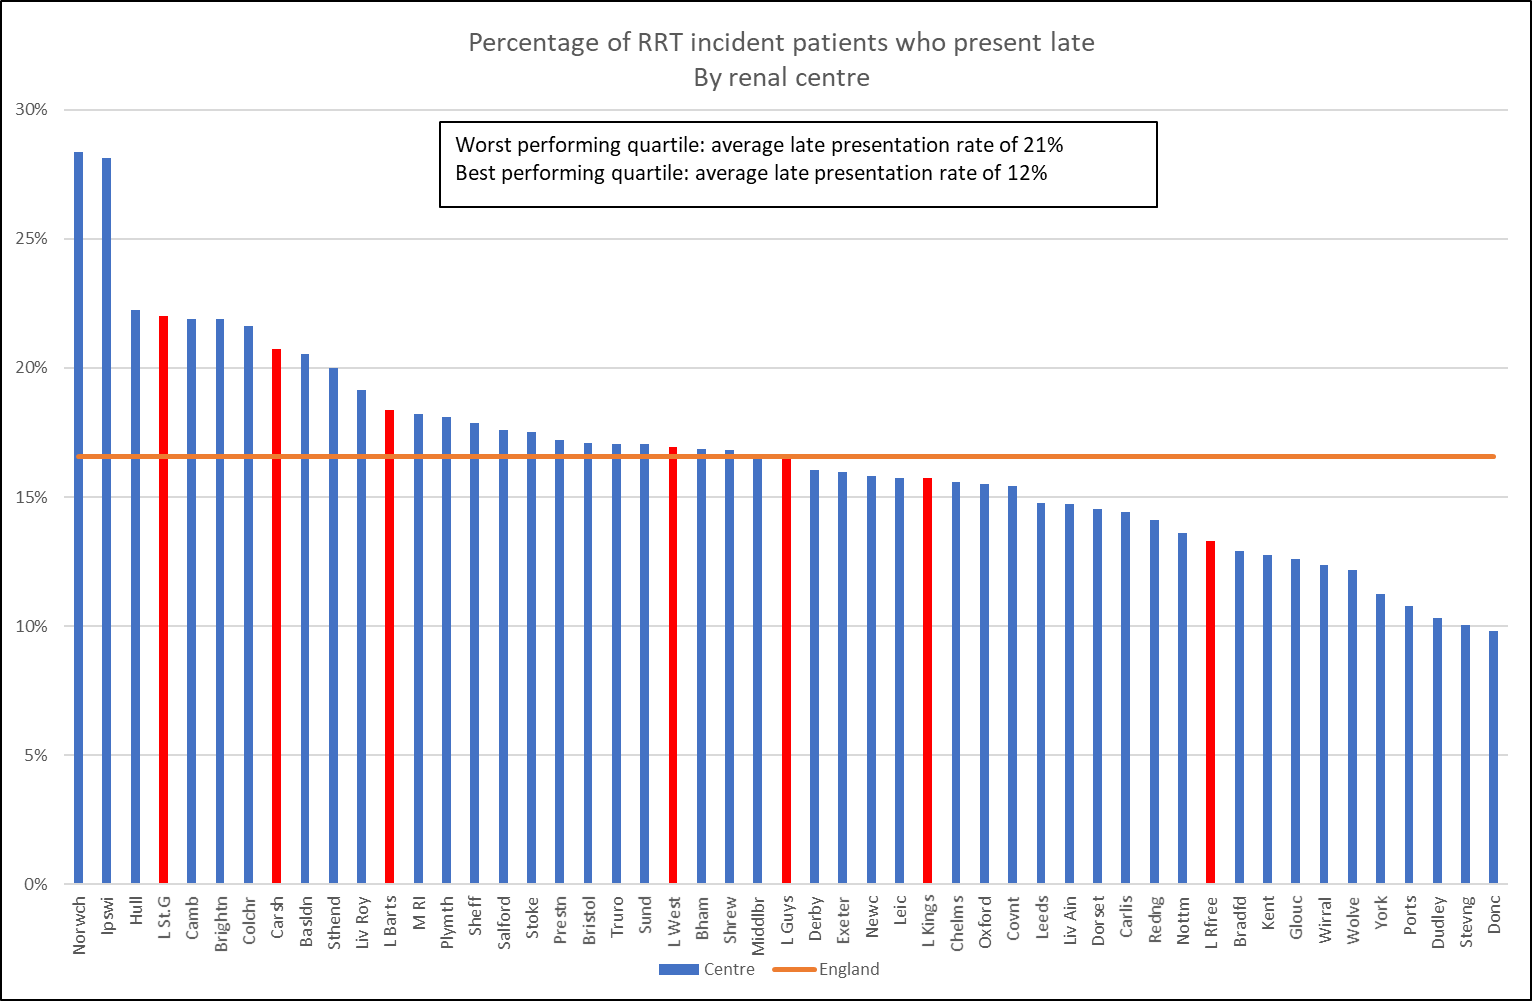 Percentage of RRT incident patients who present late
By renal centre
30%
Worst performing quartile: average late presentation rate of 21%
Best performing quartile: average late presentation rate of 12%
25%
20%
15%
10%
5%
0%
Norwch
Ipswi
Hull
L St.G
Camb
Brightn
Colchr
Carsh
Basldn
Sthend
Liv Roy
L Barts
M RI
Plymth
Sheff
Salford
Stoke
Prestn
Bristol
Truro
Sund
L West
Bham
Shrew
Middlbr
L Guys
Derby
Exeter
Newc
Leic
L Kings
Chelms
Oxford
Covnt
Leeds
Liv Ain
Dorset
Carlis
Redng
Nottm
L Rfree
Bradfd
Kent
Glouc
Wirral
Wolve
York
Ports
Dudley
Stevng
Donc
Centre
England